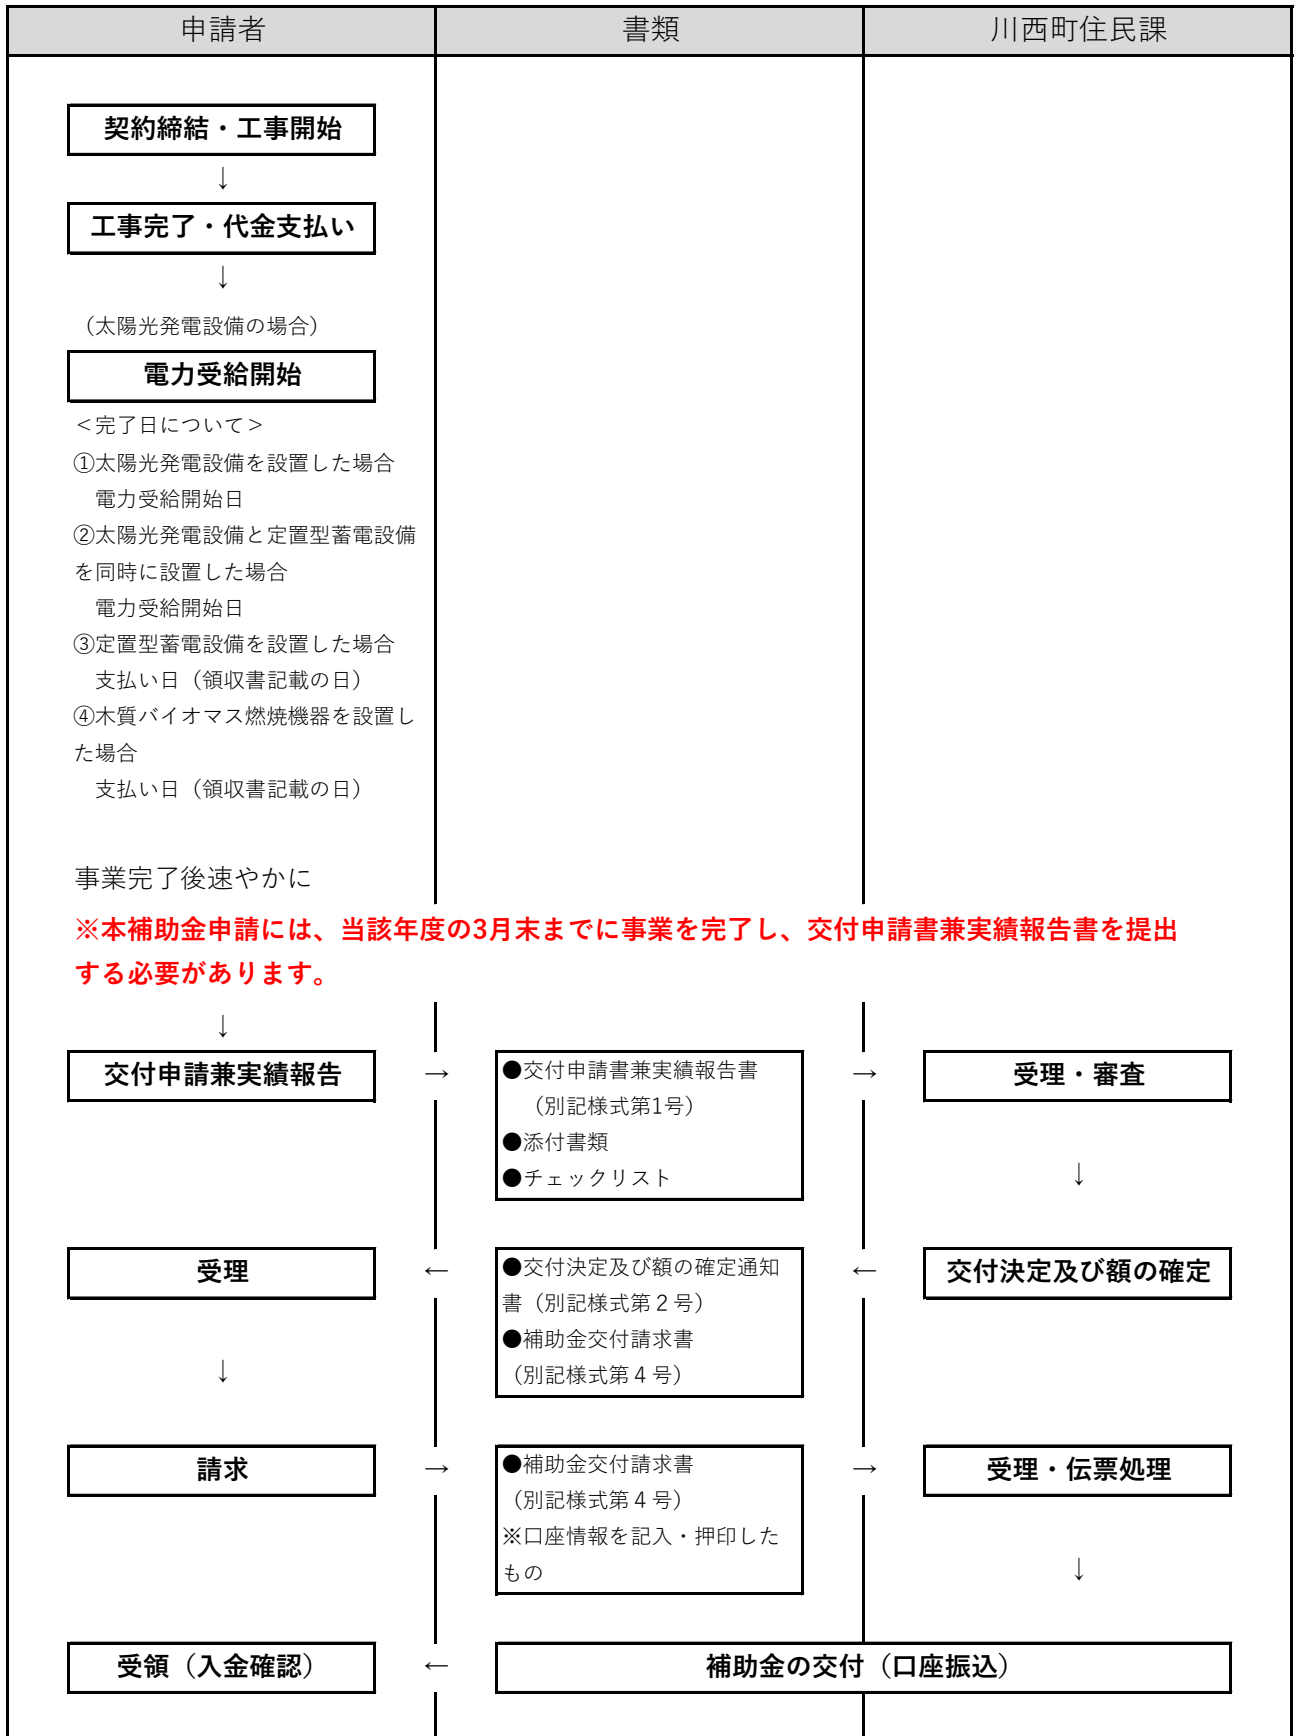 申請者
書類
川西町住民課
契約締結・工事開始
↓
工事完了・代金支払い
↓
（太陽光発電設備の場合）
電力受給開始
＜完了日について＞
①太陽光発電設備を設置した場合
電力受給開始日
②太陽光発電設備と定置型蓄電設備
を同時に設置した場合
電力受給開始日
③定置型蓄電設備を設置した場合
支払い日（領収書記載の日）
④木質バイオマス燃焼機器を設置し
た場合
支払い日（領収書記載の日）
事業完了後速やかに
※本補助金申請には、当該年度の3月末までに事業を完了し、交付申請書兼実績報告書を提出
する必要があります。
↓
交付申請兼実績報告
→
●交付申請書兼実績報告書
（別記様式第1号）
●添付書類
●チェックリスト
→
受理・審査
↓
受理
←
●交付決定及び額の確定通知
書（別記様式第２号）
●補助金交付請求書
（別記様式第４号）
←
交付決定及び額の確定
↓
請求
→
●補助金交付請求書
（別記様式第４号）
※口座情報を記入・押印した
もの
→
受理・伝票処理
↓
受領（入金確認）
←
補助金の交付（口座振込）